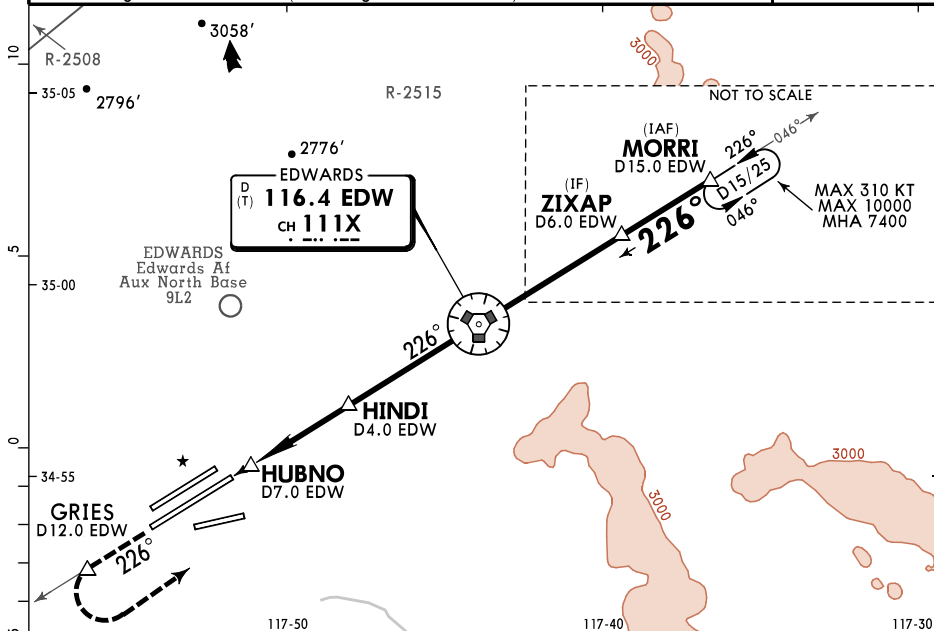 3058'
R-2508
10
35-05
2796'
R-2515
NOT TO SCALE
2776'
(IAF)
MORRI
D15.0 EDW
226°
046°
D15/25
046°
MAX 310 KT
MAX 10000
MHA 7400
EDWARDS
D
(T)
116.4 EDW
CH 111X
(IF)
ZIXAP
D6.0 EDW
226°
EDWARDS
Edwards Af
Aux North Base
9L2
5
35-00
226°
HINDI
D4.0 EDW
HUBNO
D7.0 EDW
0
34-55
GRIES
D12.0 EDW
226°
3000
3000
3000
117-50
117-40
117-30